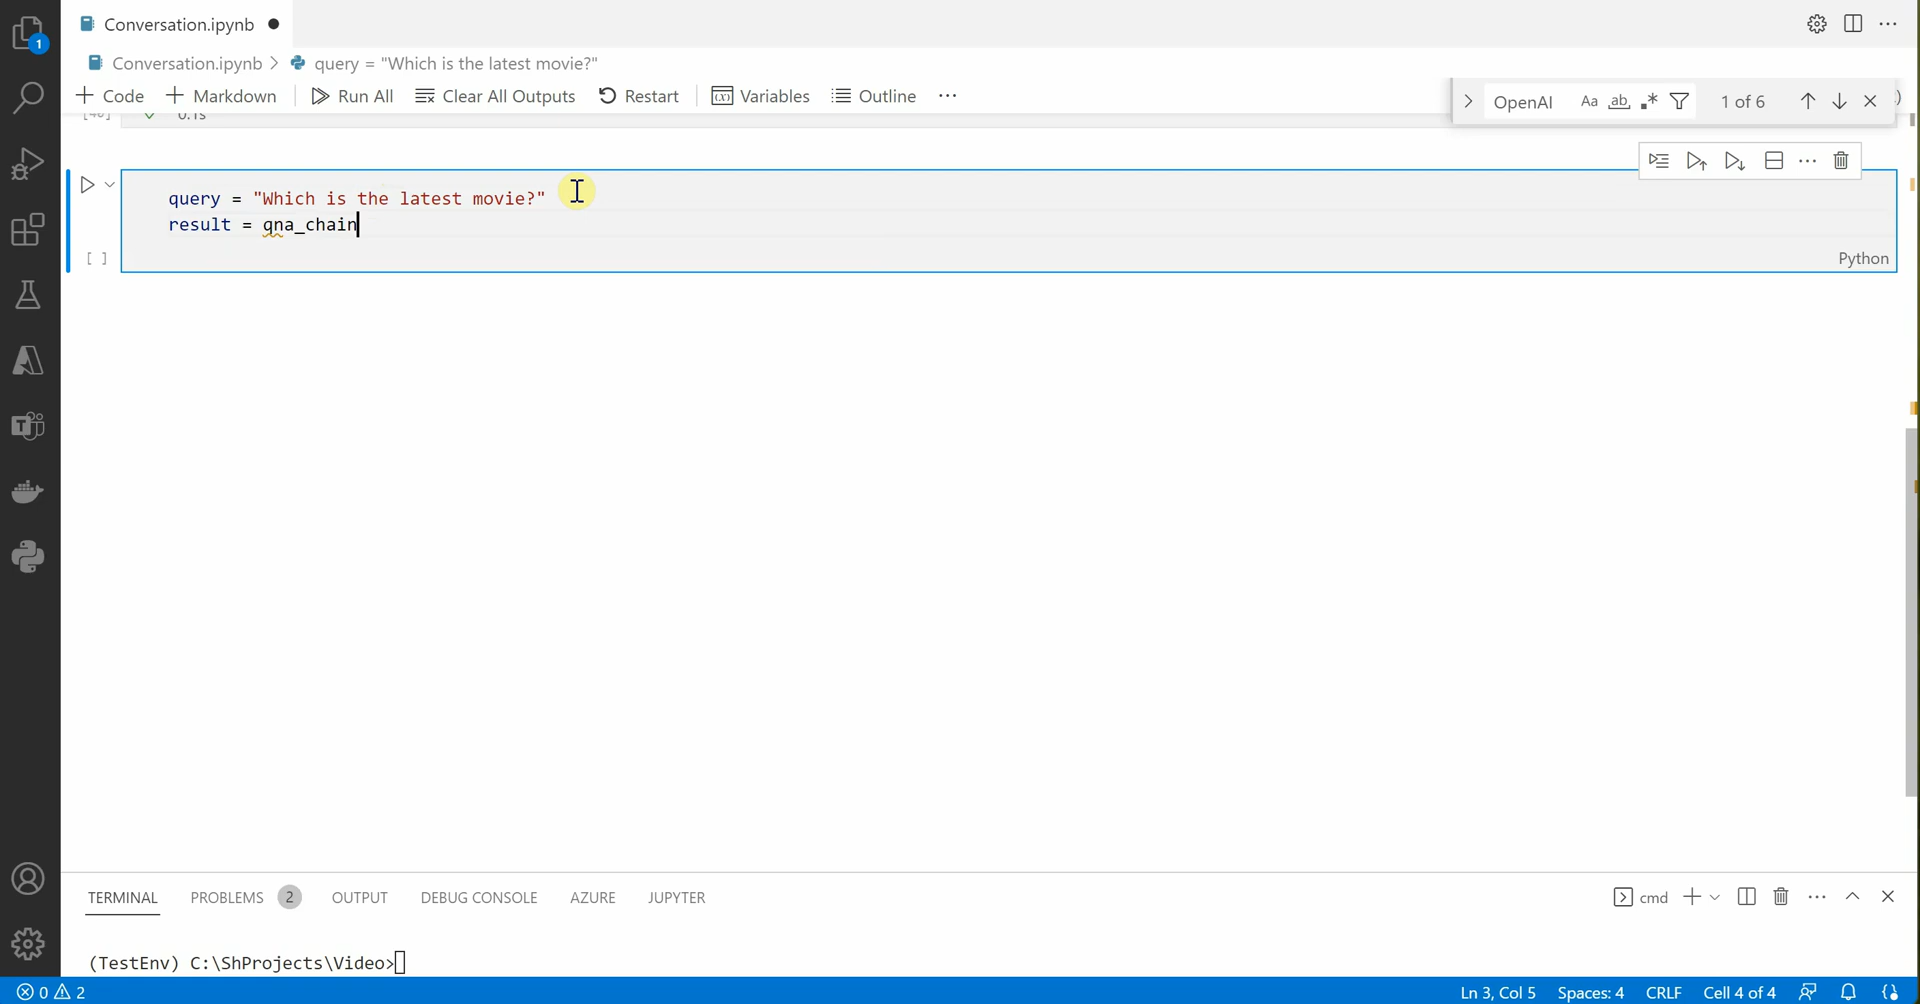 1
Conversation.ipynb
Conversation.ipynb > query = "Which is the latest movie?"
Code Markdown Run All Clear All Outputs Restart Variables Outline ...
OpenAI Aa ab 1 of 6
query = "Which is the latest movie?"
result = qna_chain
[ ] Python
TERMINAL PROBLEMS 2 OUTPUT DEBUG CONSOLE AZURE JUPYTER cmd
(TestEnv) C:\ShProjects\Video>
0 2 Ln 3, Col 5 Spaces: 4 CRLF Cell 4 of 4